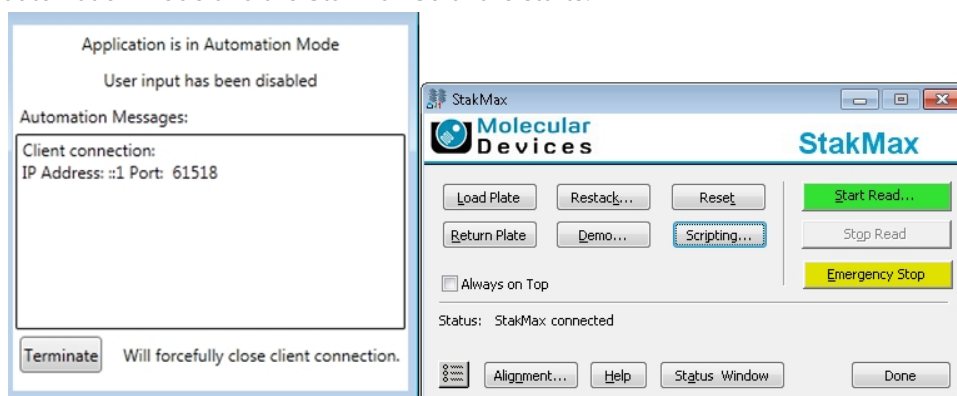 Application is in Automation Mode
User input has been disabled
Automation Messages:
Client connection:
IP Address: ::1 Port: 61518
Terminate Will forcefully close client connection.
StakMax
Molecular
Devices
StakMax
Load Plate Restack... Reset Start Read...
Return Plate Demo... Scripting... Stop Read
Always on Top Emergency Stop
Status: StakMax connected
Alignment... Help Status Window Done